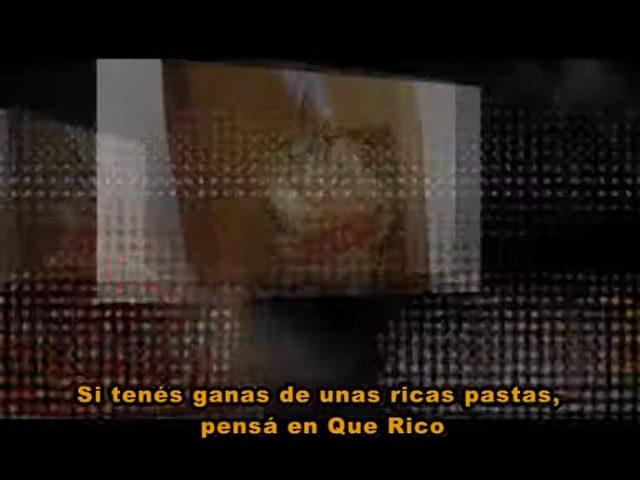 Si tenés ganas de unas ricas pastas,
pensá en Que Rico